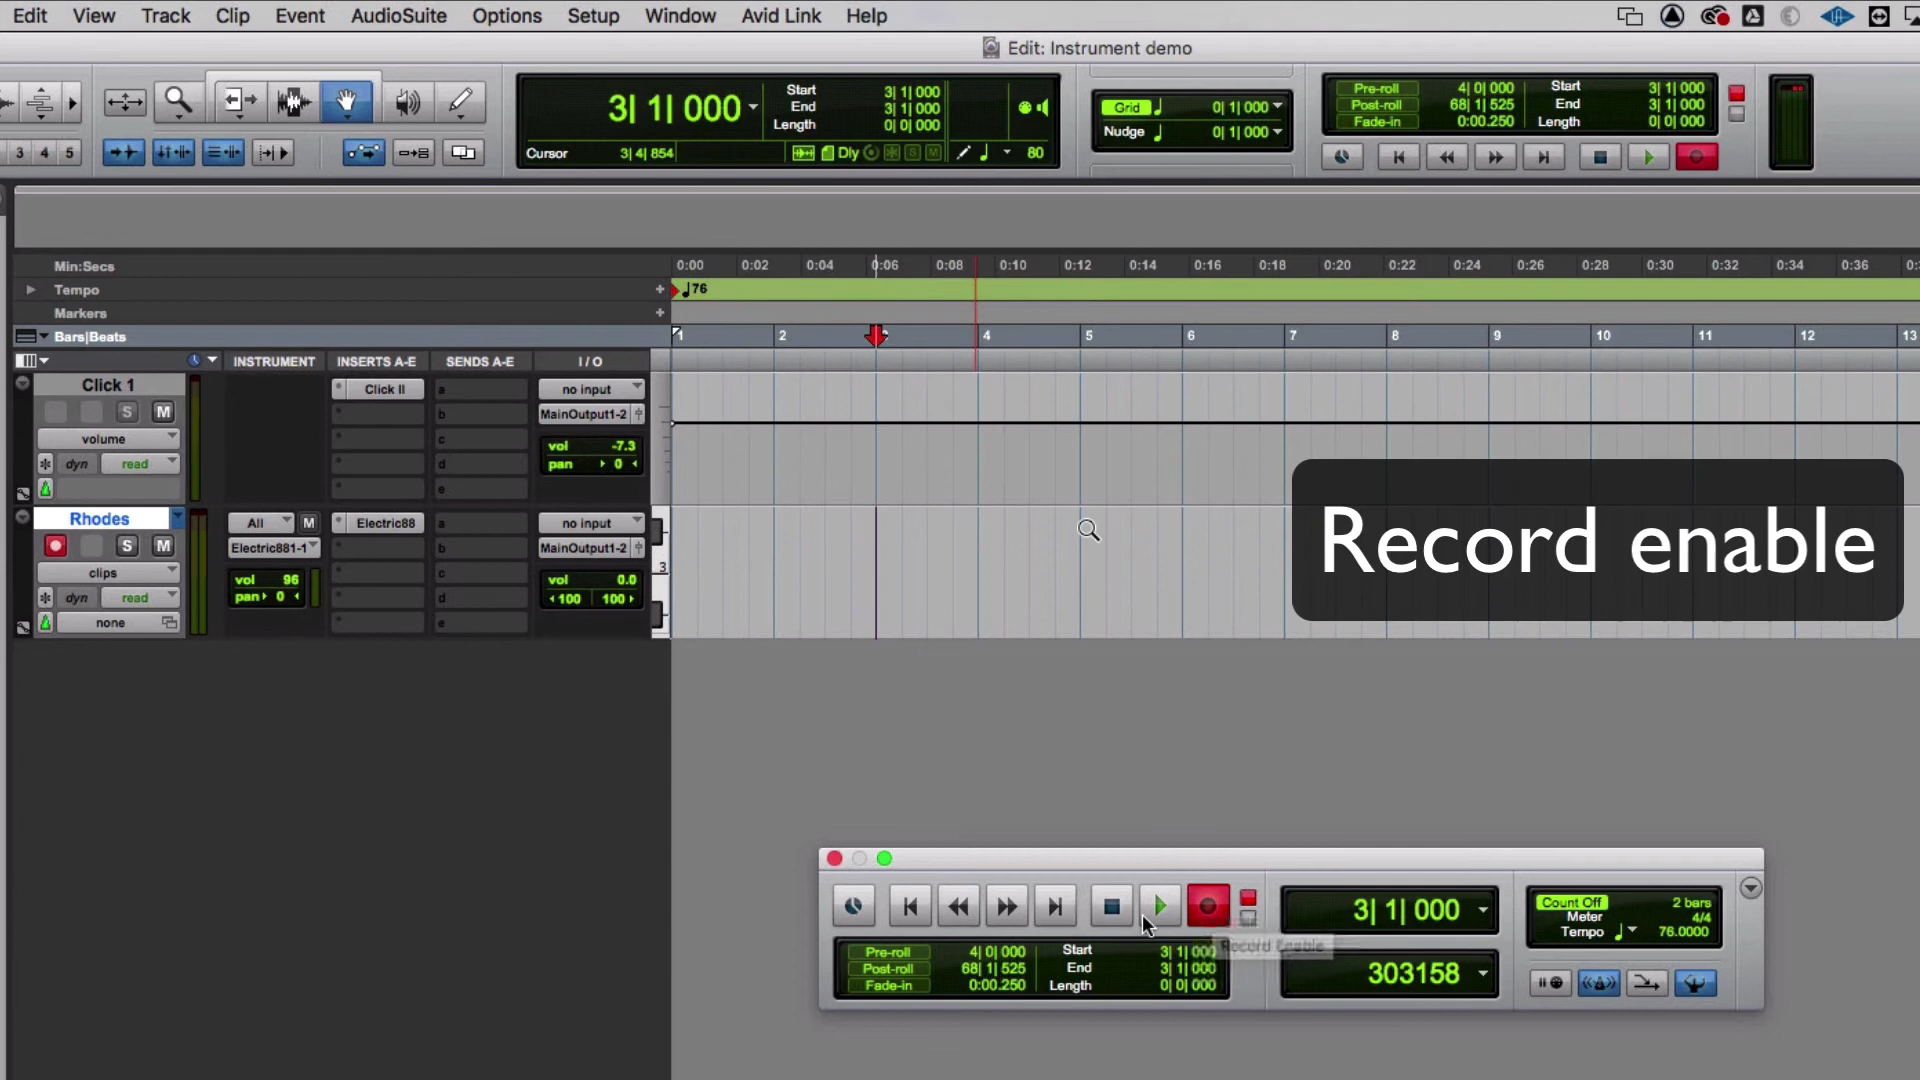 Edit View Track Clip Event AudioSuite Options Setup Window Avid Link Help
Edit: Instrument demo
3 4 5
3| 1| 000
Start 3| 1| 000
End 3| 1| 000
Length 0| 0| 000
Cursor 3| 4| 854
Dly S M 80
Grid 0| 1| 000
Nudge 0| 1| 000
Pre-roll 4| 0| 000 Start 3| 1| 000
Post-roll 68| 1| 525 End 3| 1| 000
Fade-in 0:00.250 Length 0| 0| 000
Min:Secs 0:00 0:02 0:04 0:06 0:08 0:10 0:12 0:14 0:16 0:18 0:20 0:22 0:24 0:26 0:28 0:30 0:32 0:34 0:36
Tempo + 76
Markers +
Bars|Beats 1 2 4 5 6 7 8 9 10 11 12 13
INSTRUMENT INSERTS A-E SENDS A-E I / O
Click 1
Click II a no input
S M b MainOutput1-2
volume c vol -7.3
dyn read d pan 0
e
Rhodes All M Electric88 a no input
S M Electric881-1 b MainOutput1-2
clips vol 96 c vol 0.0
dyn read pan 0 d 100 100
none e
3
Record enable
3| 1| 000
Count Off 2 bars
Meter 4/4
Tempo 76.0000
Record Enable
Pre-roll 4| 0| 000 Start 3| 1| 000
Post-roll 68| 1| 525 End 3| 1| 000
Fade-in 0:00.250 Length 0| 0| 000
303158